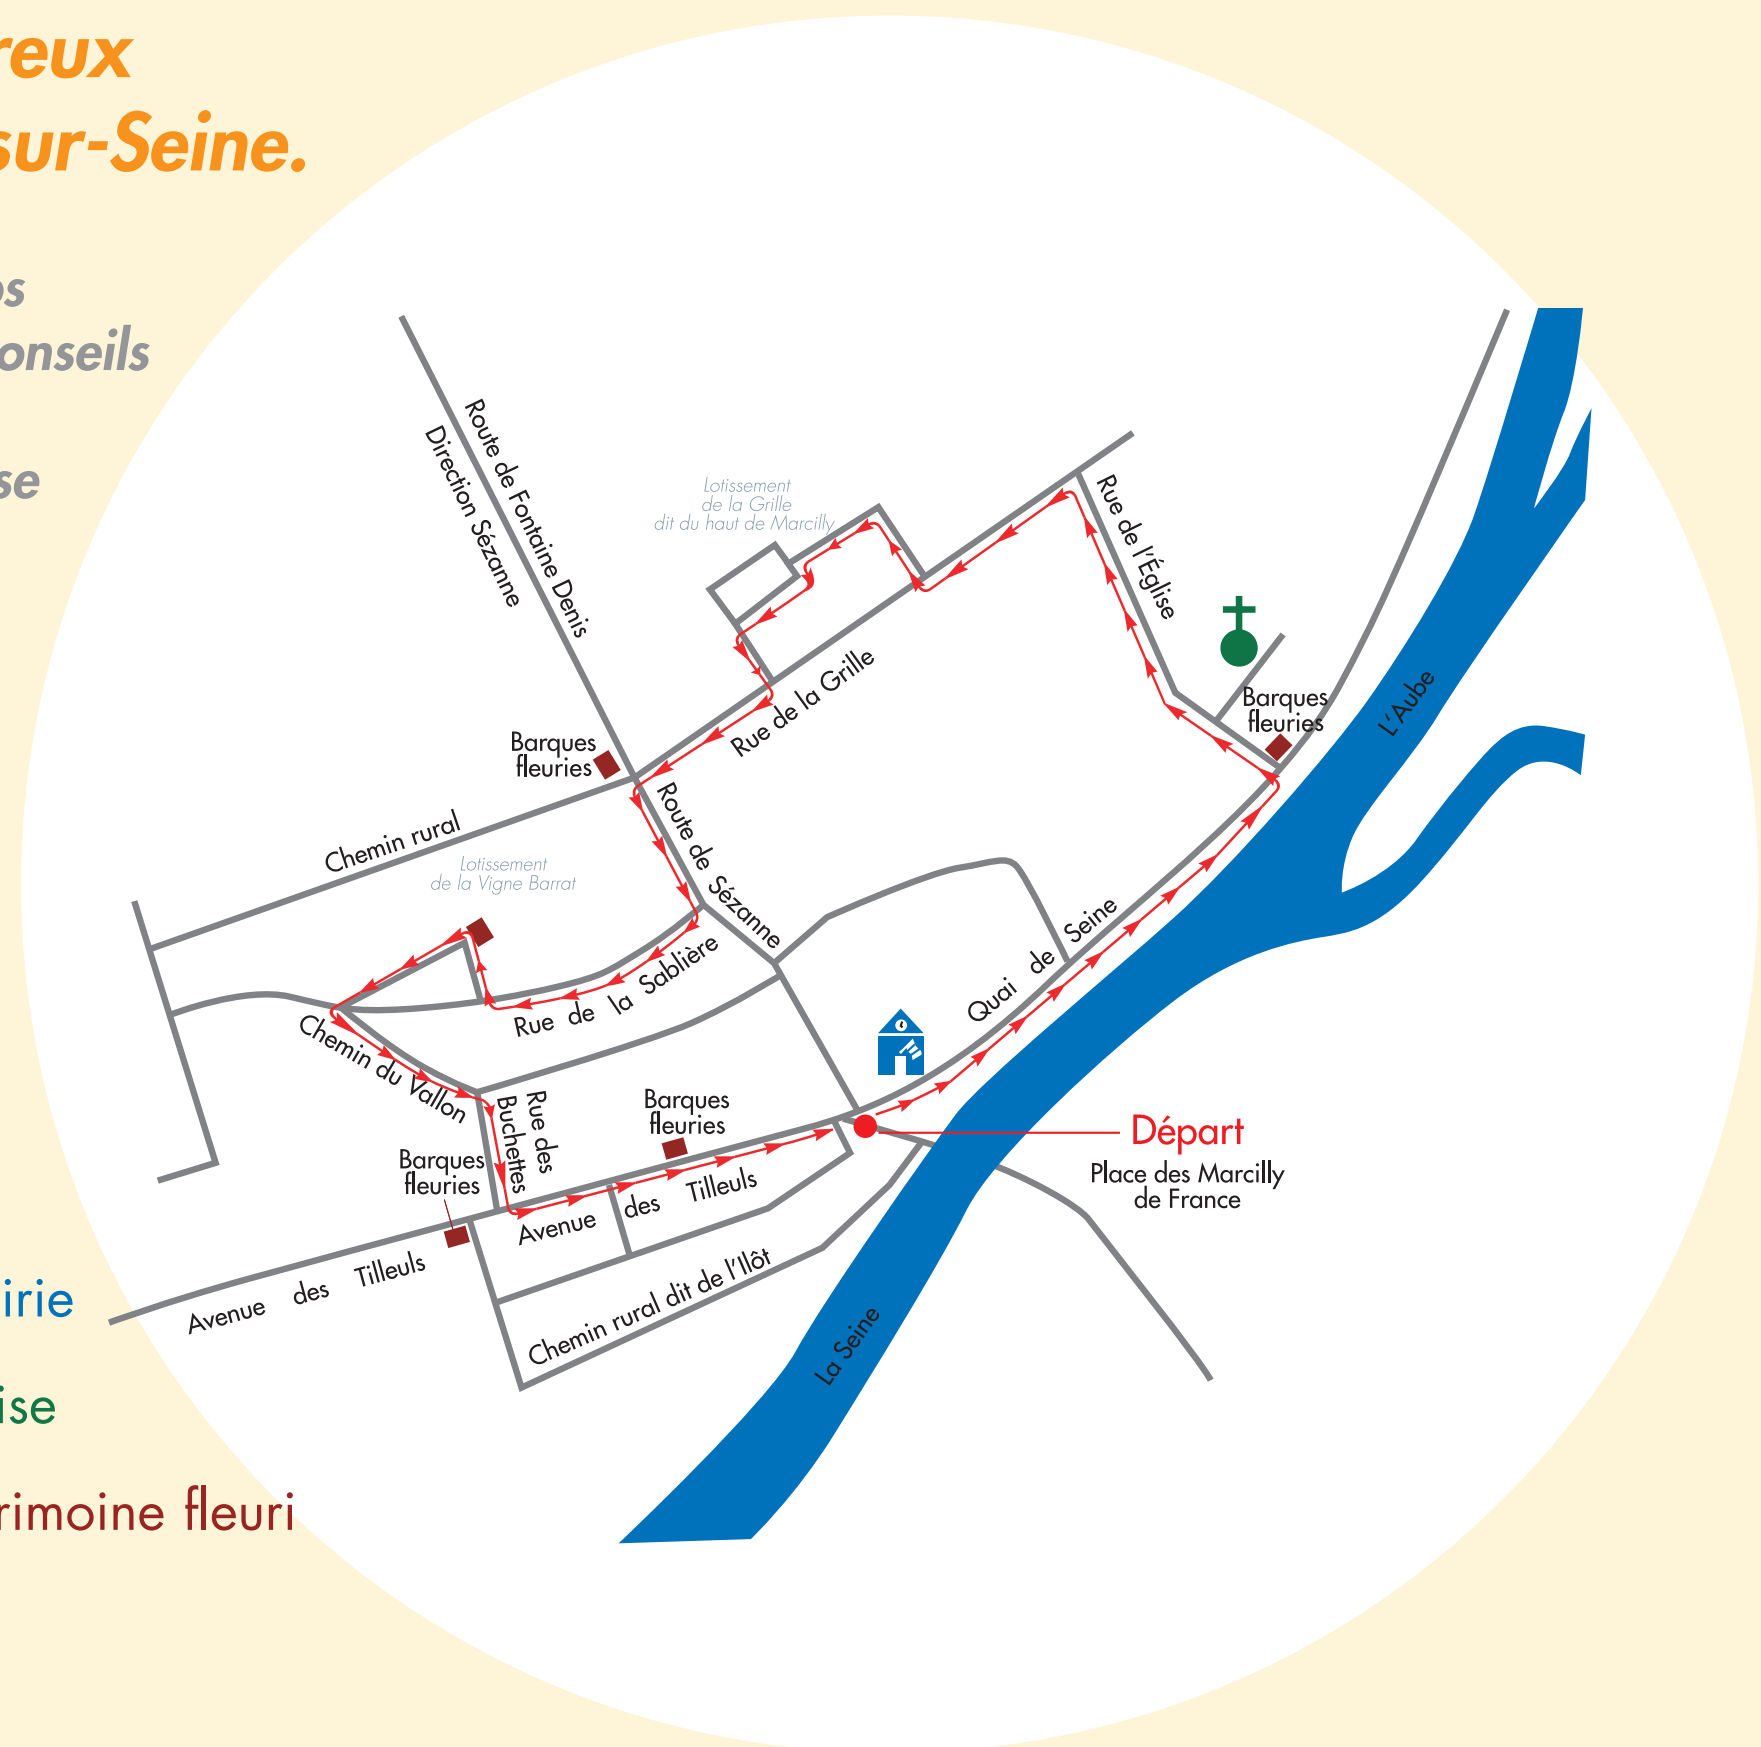 reux
sur-Seine.
os
onseils
se
Route de Fontaine Denis
Direction Sézanne
Lotissement
de la Grille
dit du haut de Marcilly
Rue de l'Église
Barques
fleuries
L'Aube
Rue de la Grille
Barques
fleuries
Chemin rural
Route de Sézanne
Lotissement
de la Vigne Barrat
Rue de la Sablière
Quai de Seine
Chemin du Vallon
Rue des
Buchettes
Barques
fleuries
Départ
Place des Marcilly
de France
Barques
fleuries
Avenue des Tilleuls
Avenue des Tilleuls
Chemin rural dit de l'Ilôt
La Seine
irie
ise
rimoine fleuri